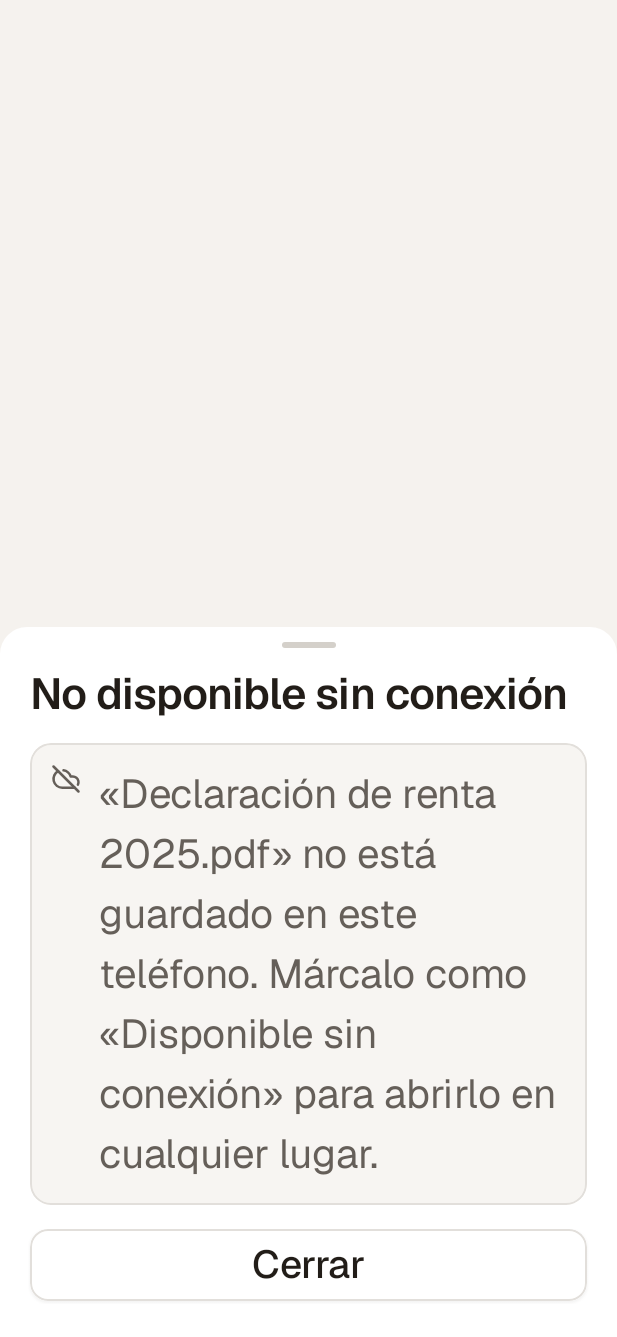 No disponible sin conexión
«Declaración de renta
2025.pdf» no está
guardado en este
teléfono. Márcalo como
«Disponible sin
conexión» para abrirlo en
cualquier lugar.
Cerrar